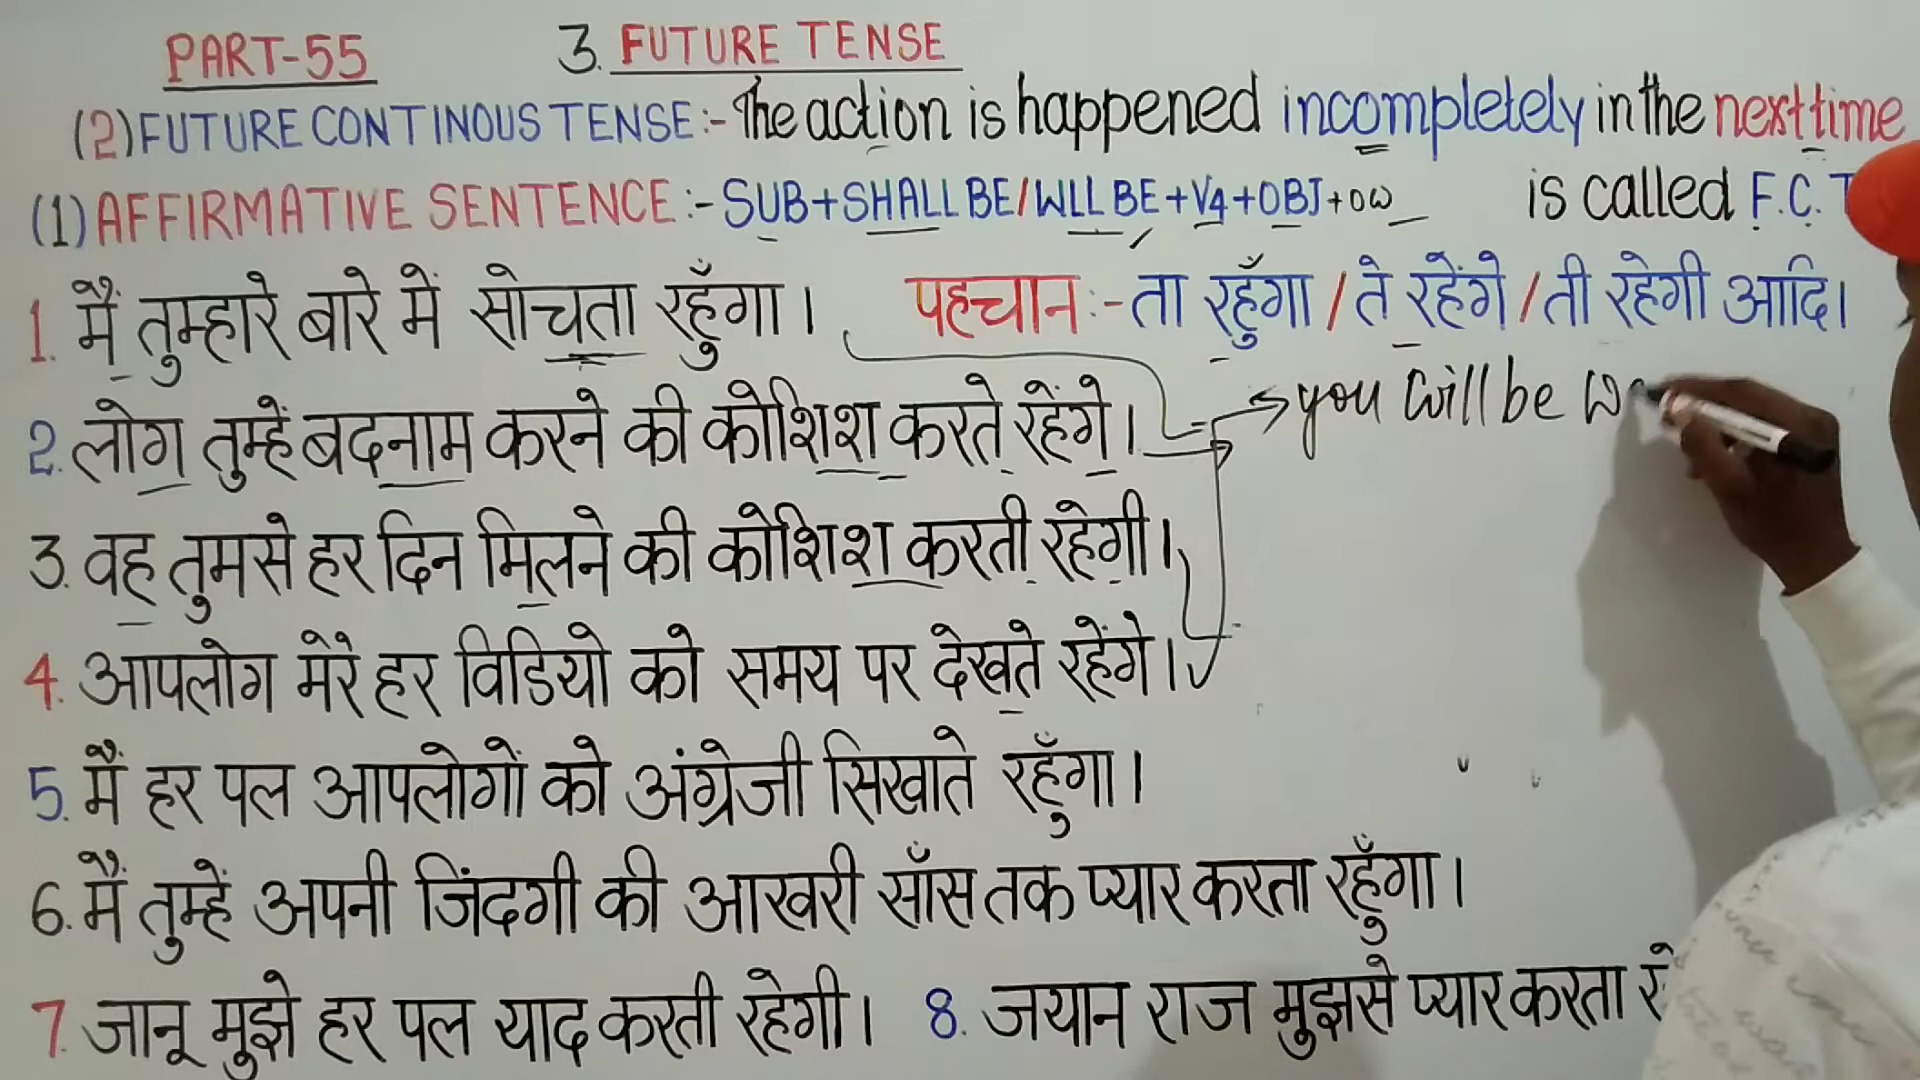 PART-55 3. FUTURE TENSE
(2) FUTURE CONTINOUS TENSE:- The action is happened incompletely in the next time
is called F.C.T
(1) AFFIRMATIVE SENTENCE:- SUB+SHALL BE/WLL BE+V4+OBJ+OW
1. मैं तुम्हारे बारे में सोचता रहुँगा। पहचान:- ता रहुँगा / ते रहेंगे / ती रहेगी आदि।
you will be
2. लोग तुम्हें बदनाम करने की कोशिश करते रहेंगे।
3. वह तुमसे हर दिन मिलने की कोशिश करती रहेगी।
4. आपलोग मेरे हर विडियो को समय पर देखते रहेंगे।
5. मैं हर पल आपलोगों को अंग्रेजी सिखाते रहुँगा।
6. मैं तुम्हें अपनी जिंदगी की आखरी साँस तक प्यार करता रहुँगा।
7. जानू मुझे हर पल याद करती रहेगी। 8. जयान राज मुझसे प्यार करता